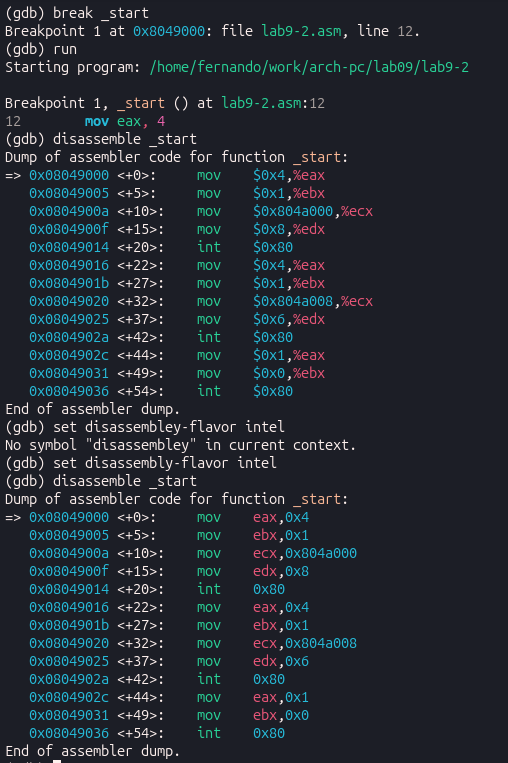 (gdb) break _start
Breakpoint 1 at 0x8049000: file lab9-2.asm, line 12.
(gdb) run
Starting program: /home/fernando/work/arch-pc/lab09/lab9-2

Breakpoint 1, _start () at lab9-2.asm:12
12        mov eax, 4
(gdb) disassemble _start
Dump of assembler code for function _start:
=> 0x08049000 <+0>:     mov    $0x4,%eax
   0x08049005 <+5>:     mov    $0x1,%ebx
   0x0804900a <+10>:    mov    $0x804a000,%ecx
   0x0804900f <+15>:    mov    $0x8,%edx
   0x08049014 <+20>:    int    $0x80
   0x08049016 <+22>:    mov    $0x4,%eax
   0x0804901b <+27>:    mov    $0x1,%ebx
   0x08049020 <+32>:    mov    $0x804a008,%ecx
   0x08049025 <+37>:    mov    $0x6,%edx
   0x0804902a <+42>:    int    $0x80
   0x0804902c <+44>:    mov    $0x1,%eax
   0x08049031 <+49>:    mov    $0x0,%ebx
   0x08049036 <+54>:    int    $0x80
End of assembler dump.
(gdb) set disassembley-flavor intel
No symbol "disassembley" in current context.
(gdb) set disassembly-flavor intel
(gdb) disassemble _start
Dump of assembler code for function _start:
=> 0x08049000 <+0>:     mov    eax,0x4
   0x08049005 <+5>:     mov    ebx,0x1
   0x0804900a <+10>:    mov    ecx,0x804a000
   0x0804900f <+15>:    mov    edx,0x8
   0x08049014 <+20>:    int    0x80
   0x08049016 <+22>:    mov    eax,0x4
   0x0804901b <+27>:    mov    ebx,0x1
   0x08049020 <+32>:    mov    ecx,0x804a008
   0x08049025 <+37>:    mov    edx,0x6
   0x0804902a <+42>:    int    0x80
   0x0804902c <+44>:    mov    eax,0x1
   0x08049031 <+49>:    mov    ebx,0x0
   0x08049036 <+54>:    int    0x80
End of assembler dump.